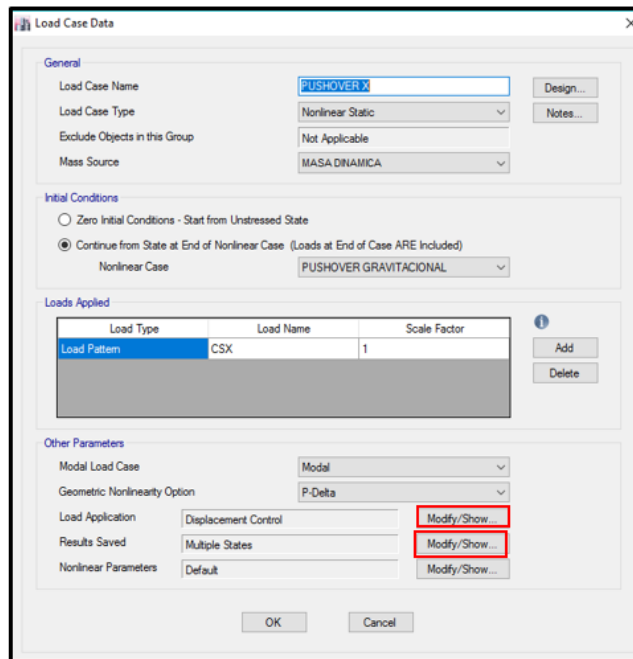 Load Case Data
General
Load Case Name PUSHOVER X Design...
Load Case Type Nonlinear Static Notes...
Exclude Objects in this Group Not Applicable
Mass Source MASA DINAMICA
Initial Conditions
Zero Initial Conditions - Start from Unstressed State
Continue from State at End of Nonlinear Case (Loads at End of Case ARE Included)
Nonlinear Case PUSHOVER GRAVITACIONAL
Loads Applied
Load Type Load Name Scale Factor
Load Pattern CSX 1
Add
Delete
Other Parameters
Modal Load Case Modal
Geometric Nonlinearity Option P-Delta
Load Application Displacement Control Modify/Show...
Results Saved Multiple States Modify/Show...
Nonlinear Parameters Default Modify/Show...
OK Cancel